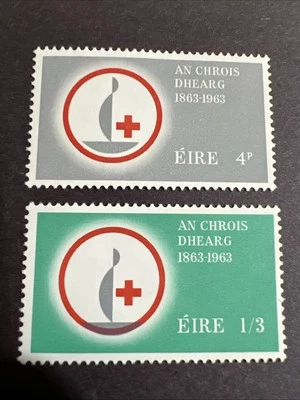 AN CHROIS
DHEARG
1863-1963
ÉIRE 4P
AN CHROIS
DHEARG
1863-1963
ÉIRE 1/3